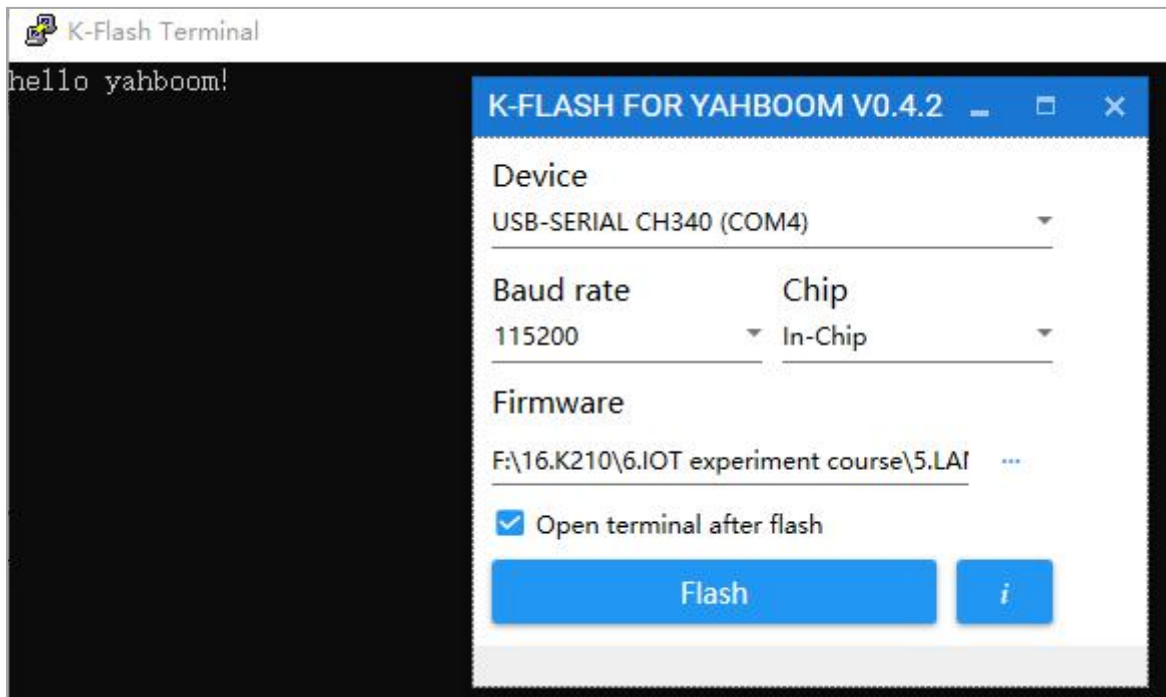 K-Flash Terminal
hello yahboom!
K-FLASH FOR YAHBOOM V0.4.2
Device
USB-SERIAL CH340 (COM4)
Baud rate
Chip
115200
In-Chip
Firmware
F:\16.K210\6.IOT experiment course\5.LAN
...
Open terminal after flash
Flash
i